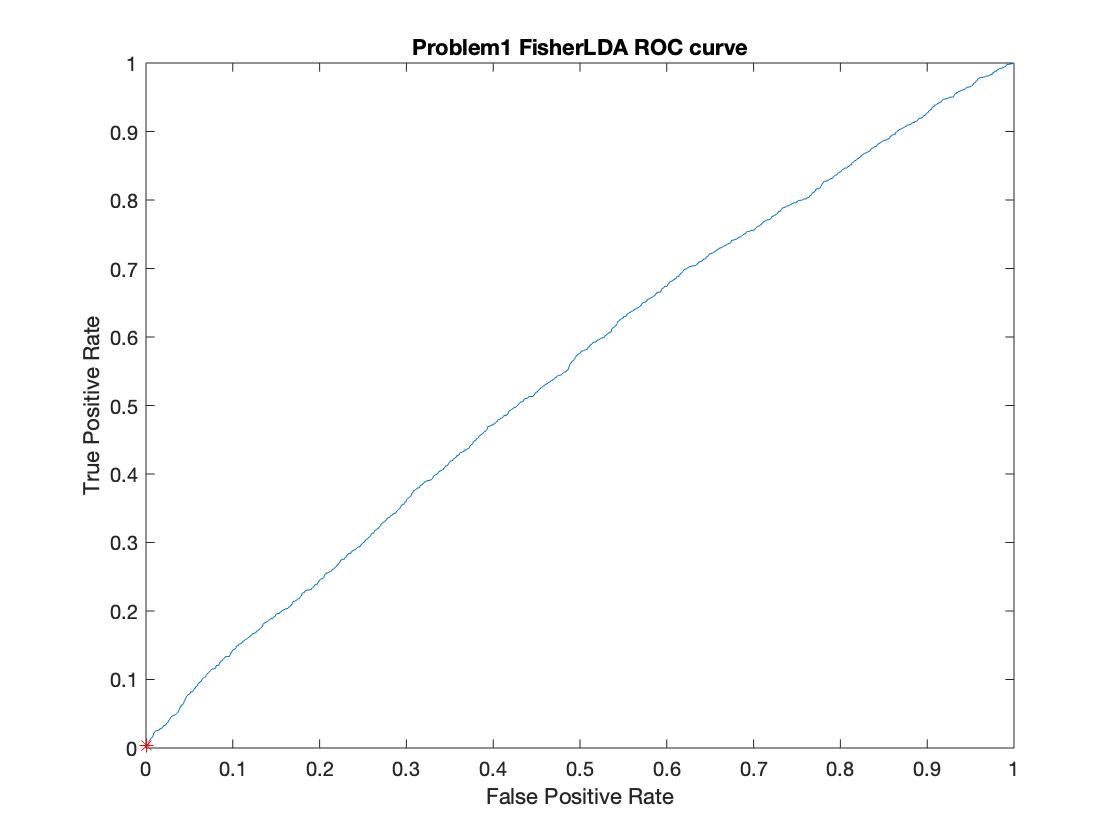 Problem1 FisherLDA ROC curve
1
0.9
0.8
0.7
0.6
0.5
0.4
0.3
0.2
0.1
0
True Positive Rate
0 0.1 0.2 0.3 0.4 0.5 0.6 0.7 0.8 0.9 1
False Positive Rate